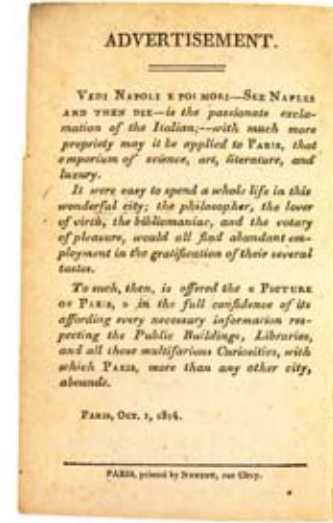 ADVERTISEMENT.
VEDI NAPOLI E POI MORI—SEE NAPLES
AND THEN DIE—is the passionate excla-
mation of the Italian;--with much more
propriety may it be applied to PARIS, that
emporium of science, art, literature, and
luxury.
It were easy to spend a whole life in this
wonderful city; the philosopher, the lover
of virtù, the bibliomaniac, and the votary
of pleasure, would all find abundant em-
ployment in the gratification of their several
tastes.
To such, then, is offered the « PICTURE
OF PARIS, » in the full confidence of its
affording every necessary information res-
pecting the Public Buildings, Libraries,
and all those multifarious Curiosities, with
which PARIS, more than any other city,
abounds.
PARIS, OCT. 1, 1814.
PARIS, printed by rue Cléry.